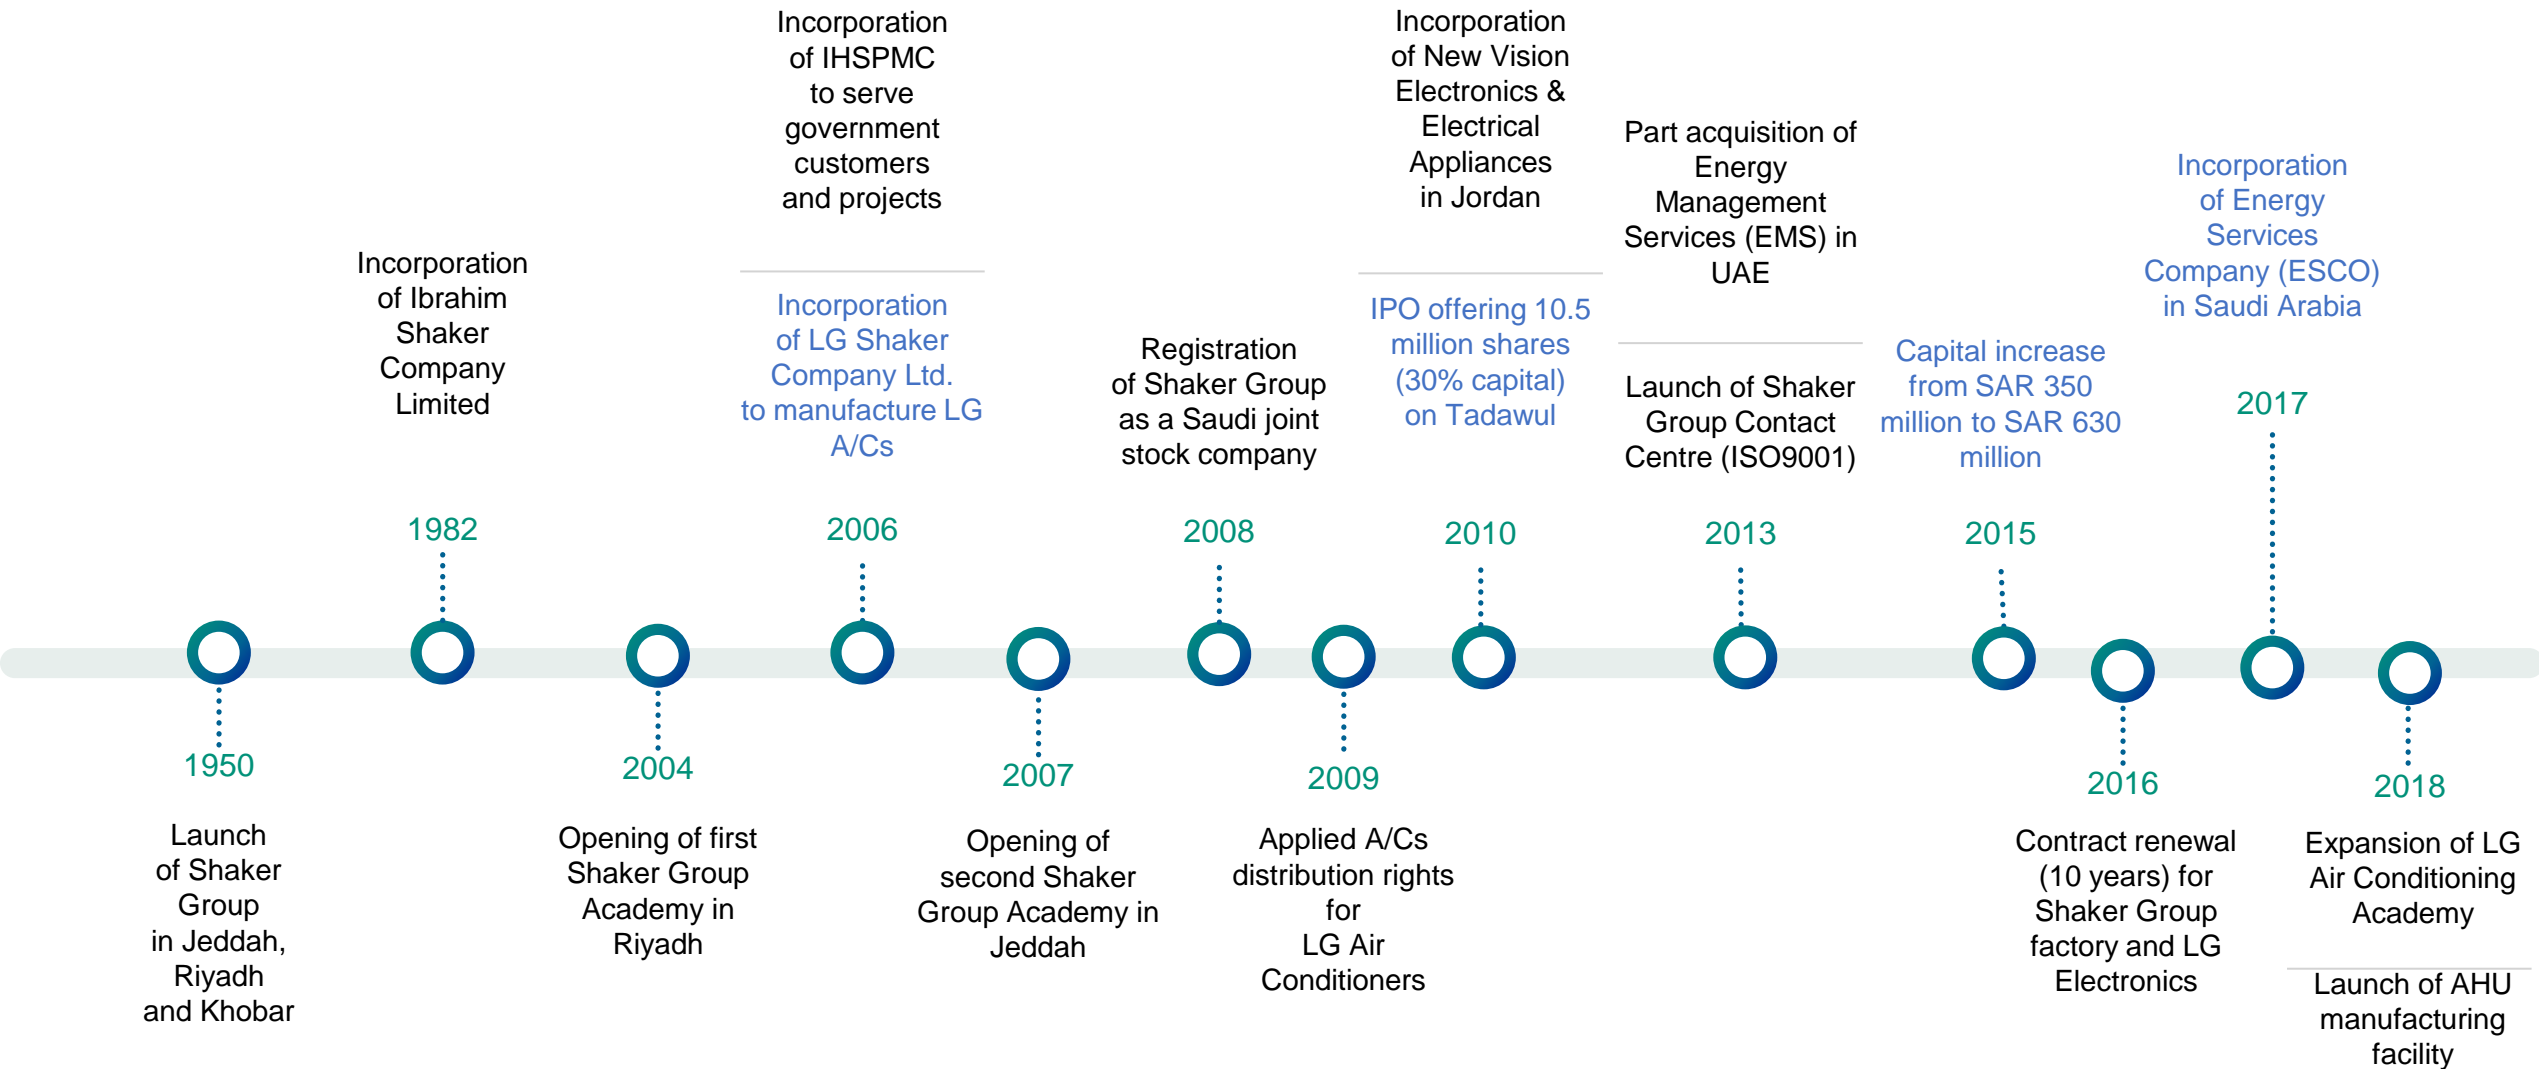 1950
Launch
of Shaker
Group
in Jeddah,
Riyadh
and Khobar
Incorporation
of Ibrahim
Shaker
Company
Limited
1982
2004
Opening of first
Shaker Group
Academy in
Riyadh
Incorporation
of IHSPMC
to serve
government
customers
and projects
Incorporation
of LG Shaker
Company Ltd.
to manufacture LG
A/Cs
2006
2007
Opening of
second Shaker
Group Academy in
Jeddah
Registration
of Shaker Group
as a Saudi joint
stock company
2008
2009
Applied A/Cs
distribution rights
for
LG Air
Conditioners
Incorporation
of New Vision
Electronics &
Electrical
Appliances
in Jordan
IPO offering 10.5
million shares
(30% capital)
on Tadawul
2010
Part acquisition of
Energy
Management
Services (EMS) in
UAE
Launch of Shaker
Group Contact
Centre (ISO9001)
2013
Capital increase
from SAR 350
million to SAR 630
million
2015
2016
Contract renewal
(10 years) for
Shaker Group
factory and LG
Electronics
Incorporation
of Energy
Services
Company (ESCO)
in Saudi Arabia
2017
2018
Expansion of LG
Air Conditioning
Academy
Launch of AHU
manufacturing
facility